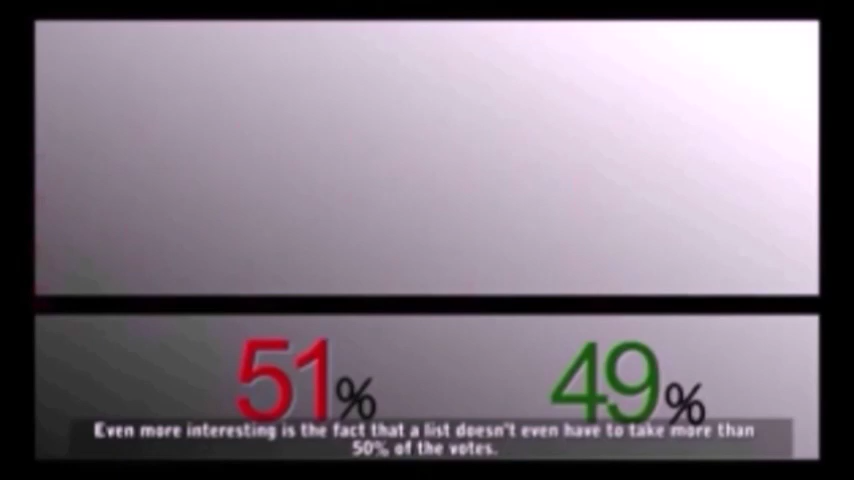 51% 49%
Even more interesting is the fact that a list doesn't even have to take more than
50% of the votes.